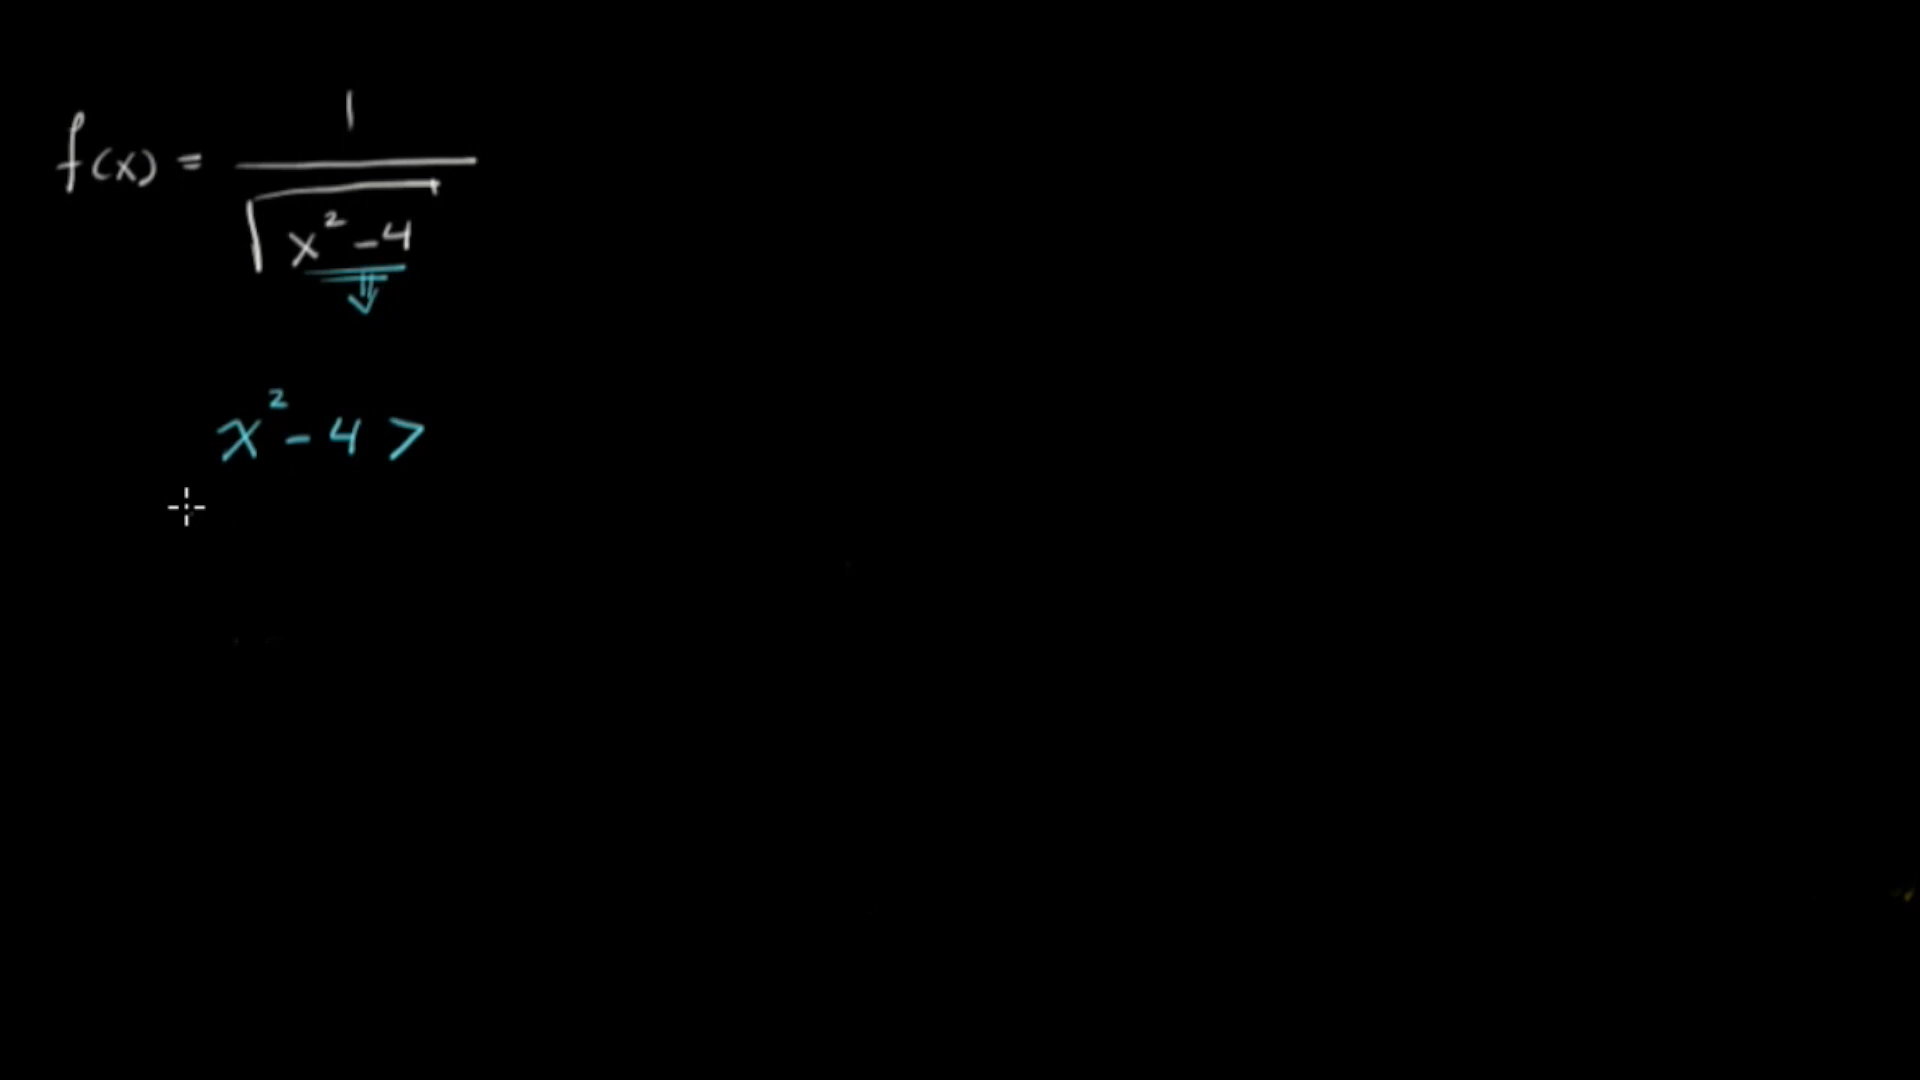 f(x) = 1 / √(x² - 4)
x² - 4 >